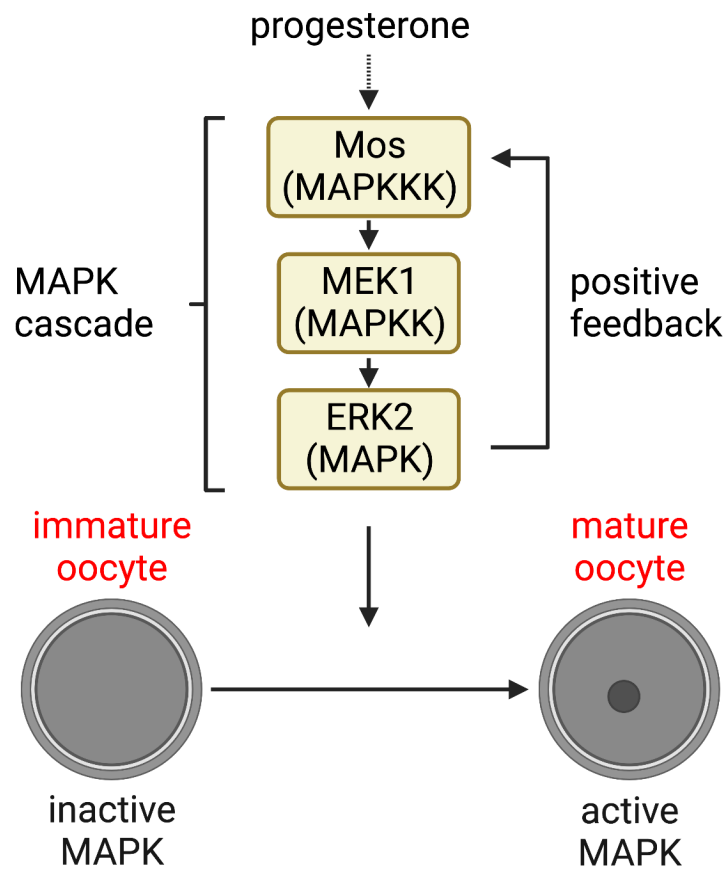 progesterone
Mos
(MAPKKK)
MEK1
(MAPKK)
ERK2
(MAPK)
MAPK
cascade
positive
feedback
immature
oocyte
mature
oocyte
inactive
MAPK
active
MAPK